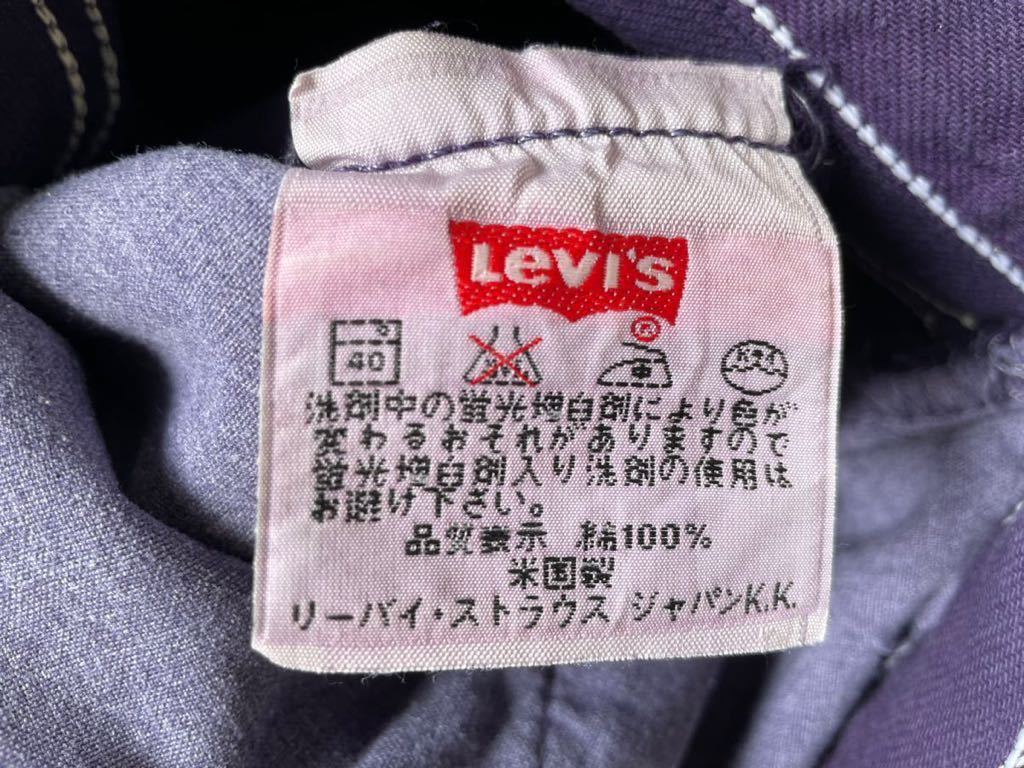 Levi's
®
40
洗剤中の蛍光増白剤により色が
変わるおそれがありますので
蛍光増白剤入り洗剤の使用は
お避け下さい。
品質表示 綿100%
米国製
リーバイ・ストラウス ジャパンK.K.